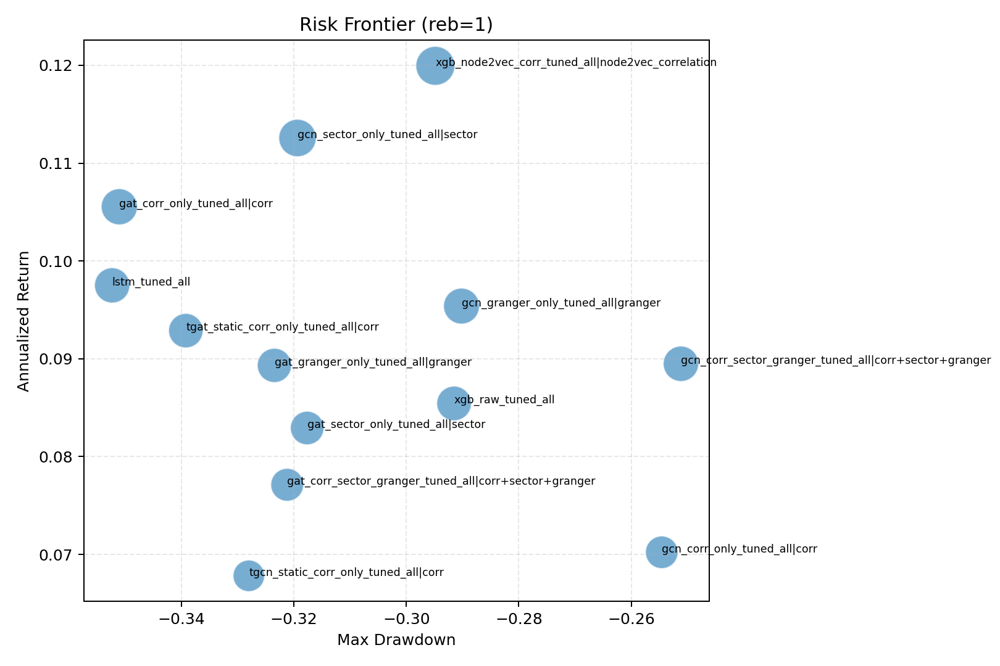 Risk Frontier (reb=1)
0.12
xgb_node2vec_corr_tuned_all|node2vec_correlation
gcn_sector_only_tuned_all|sector
0.11
gat_corr_only_tuned_all|corr
0.10
lstm_tuned_all
gcn_granger_only_tuned_all|granger
tgat_static_corr_only_tuned_all|corr
0.09
gat_granger_only_tuned_all|granger
gcn_corr_sector_granger_tuned_all|corr+sector+granger
xgb_raw_tuned_all
gat_sector_only_tuned_all|sector
0.08
gat_corr_sector_granger_tuned_all|corr+sector+granger
gcn_corr_only_tuned_all|corr
0.07
tgcn_static_corr_only_tuned_all|corr
Annualized Return
−0.34 −0.32 −0.30 −0.28 −0.26
Max Drawdown